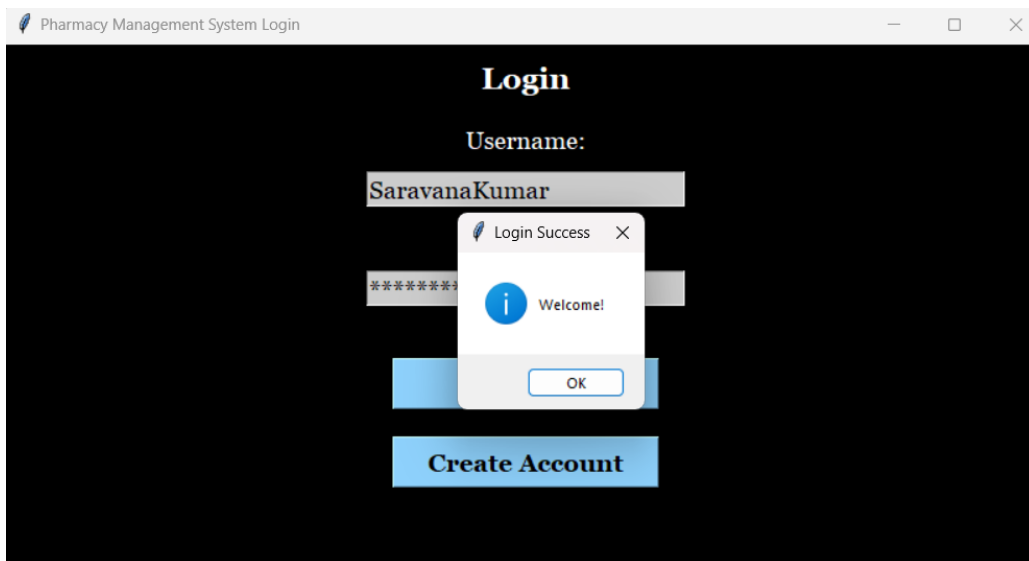 Pharmacy Management System Login
Login
Username:
SaravanaKumar
Login Success
*********
Welcome!
OK
Create Account